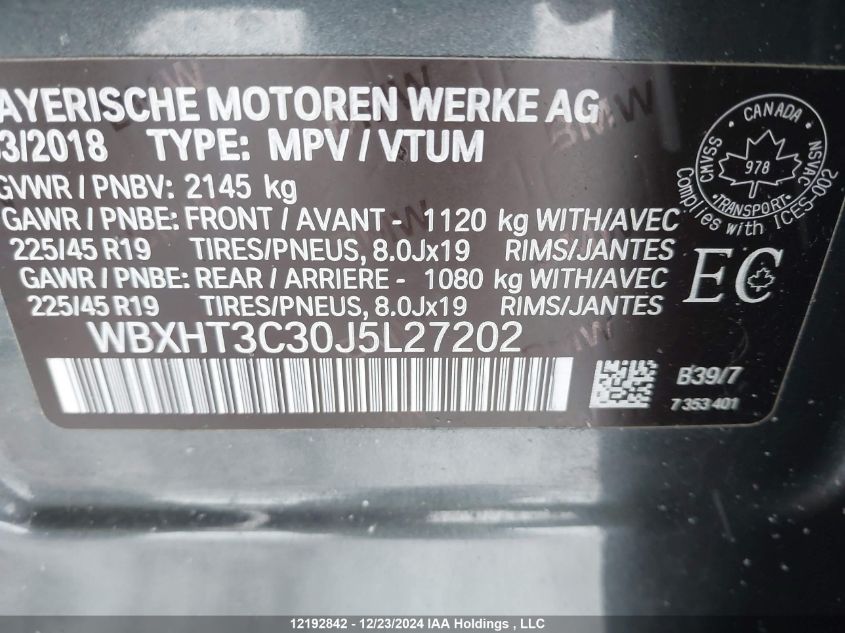 AYERISCHE MOTOREN WERKE AG
3/2018 TYPE: MPV / VTUM
GVWR / PNBV: 2145 kg
GAWR / PNBE: FRONT / AVANT - 1120 kg WITH/AVEC
225/45 R19 TIRES/PNEUS, 8.0Jx19 RIMS/JANTES
GAWR / PNBE: REAR / ARRIERE - 1080 kg WITH/AVEC
225/45 R19 TIRES/PNEUS, 8.0Jx19 RIMS/JANTES
WBXHT3C30J5L27202
CANADA
CMVSS
NSVAC
978
TRANSPORT
Complies with ICES-002
EC
B39/7
7 353 401
BMW
12192842 - 12/23/2024 IAA Holdings , LLC